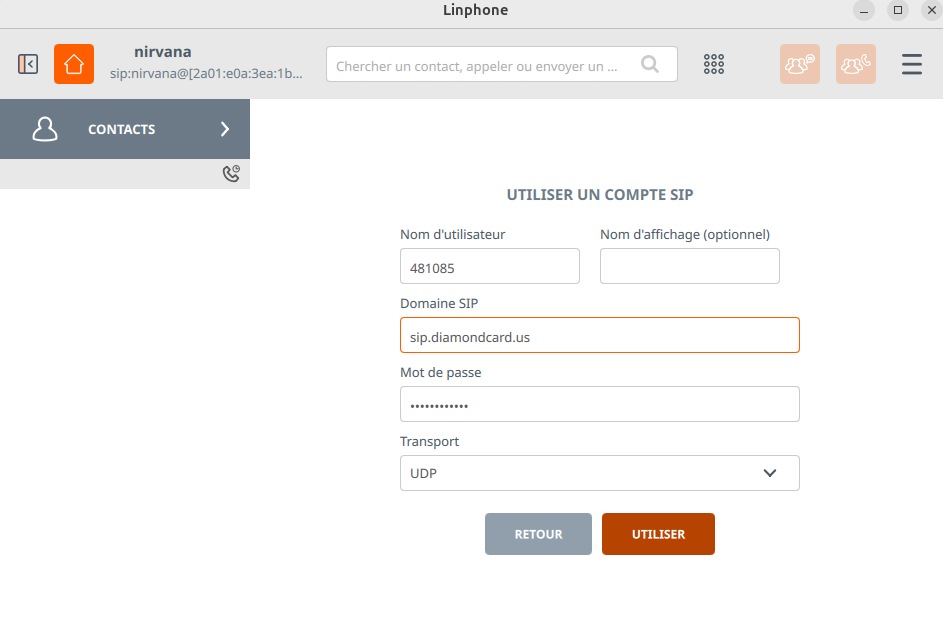 Linphone
nirvana
sip:nirvana@[2a01:e0a:3ea:1b...
Chercher un contact, appeler ou envoyer un ...
CONTACTS
UTILISER UN COMPTE SIP
Nom d'utilisateur Nom d'affichage (optionnel)
481085
Domaine SIP
sip.diamondcard.us
Mot de passe
••••••••••••
Transport
UDP
RETOUR UTILISER